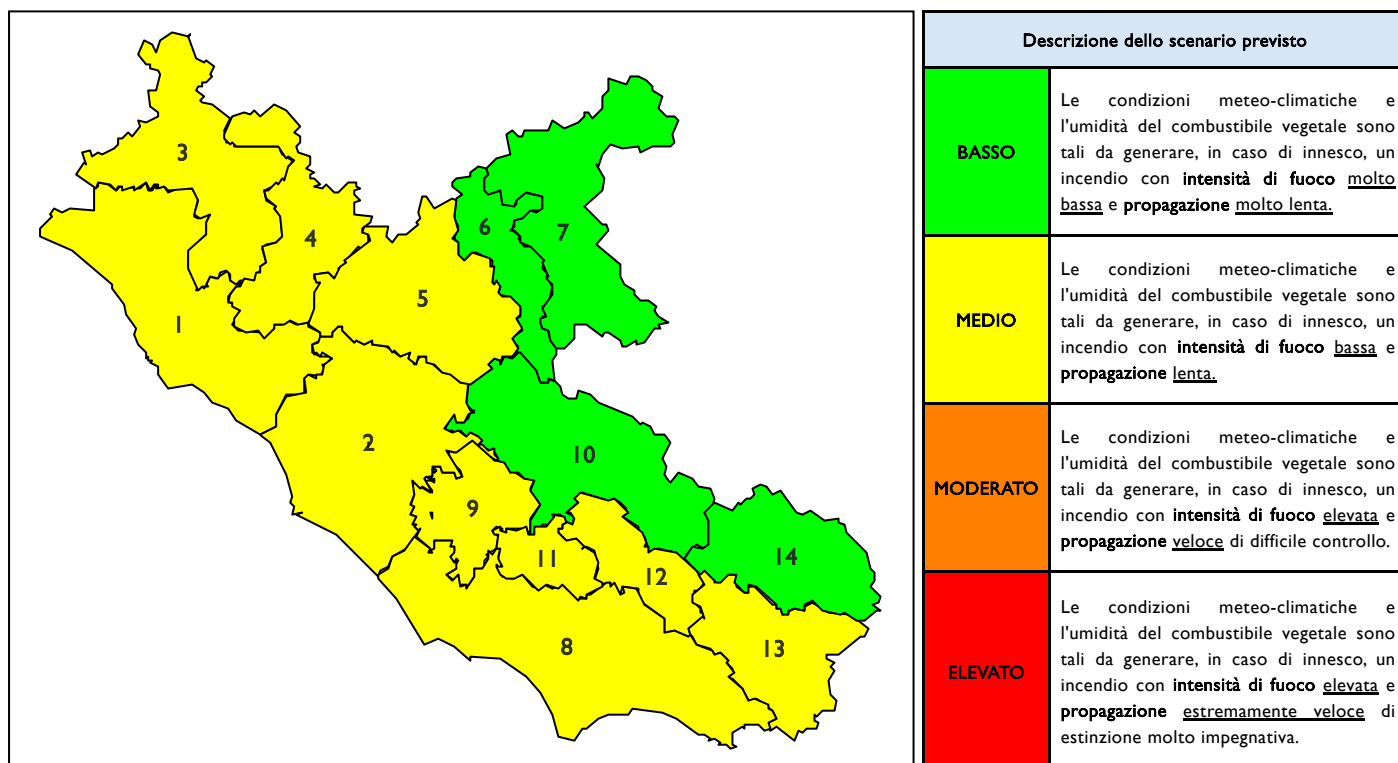 3
6
7
4
5
1
2
10
9
11
12
14
8
13
Descrizione dello scenario previsto
BASSO
Le condizioni meteo-climatiche e
l'umidità del combustibile vegetale sono
tali da generare, in caso di innesco, un
incendio con intensità di fuoco molto
bassa e propagazione molto lenta.
MEDIO
Le condizioni meteo-climatiche e
l'umidità del combustibile vegetale sono
tali da generare, in caso di innesco, un
incendio con intensità di fuoco bassa e
propagazione lenta.
MODERATO
Le condizioni meteo-climatiche e
l'umidità del combustibile vegetale sono
tali da generare, in caso di innesco, un
incendio con intensità di fuoco elevata e
propagazione veloce di difficile controllo.
ELEVATO
Le condizioni meteo-climatiche e
l'umidità del combustibile vegetale sono
tali da generare, in caso di innesco, un
incendio con intensità di fuoco elevata e
propagazione estremamente veloce di
estinzione molto impegnativa.